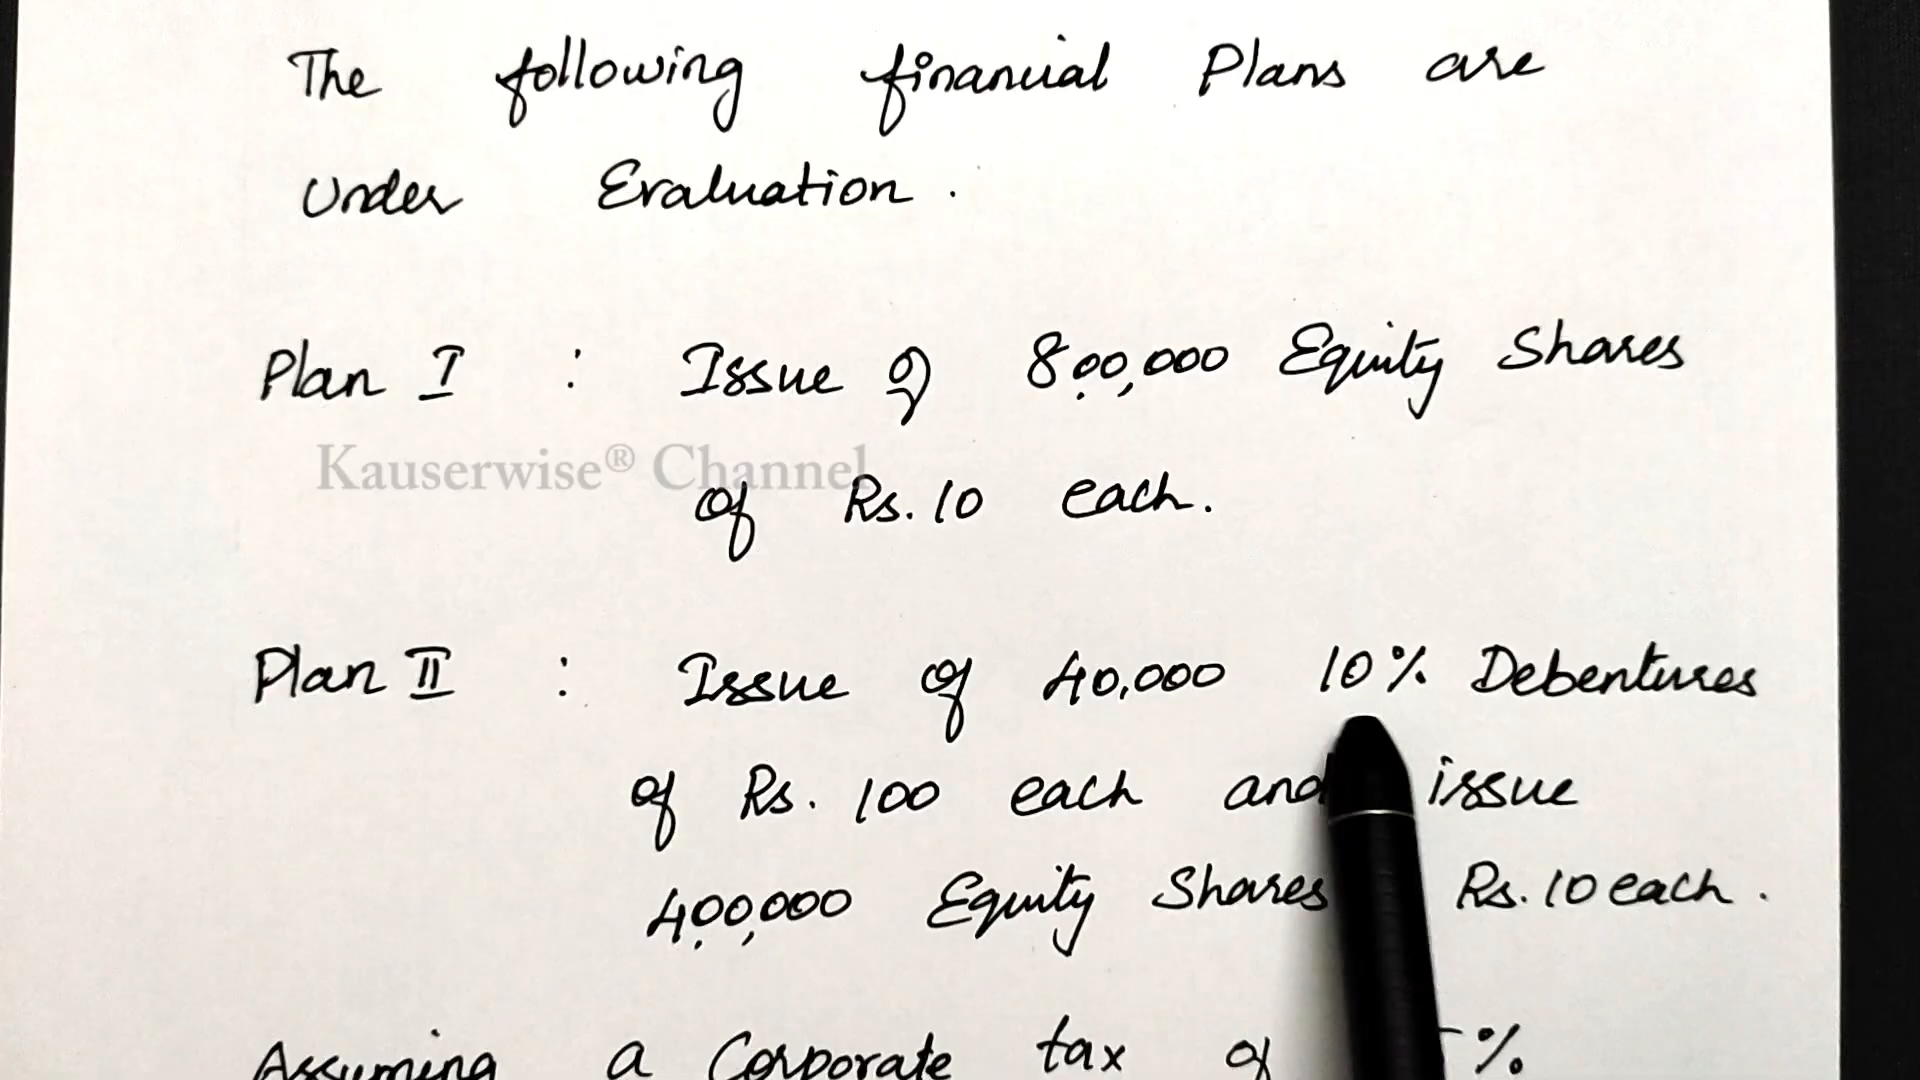 The following financial Plans are
Under Evaluation.
Plan I : Issue of 8,00,000 Equity Shares
Kauserwise® Channel
of Rs. 10 each.
Plan II : Issue of 40,000 10% Debentures
of Rs. 100 each and issue
4,00,000 Equity Shares Rs. 10 each.
Assuming a Corporate tax of %